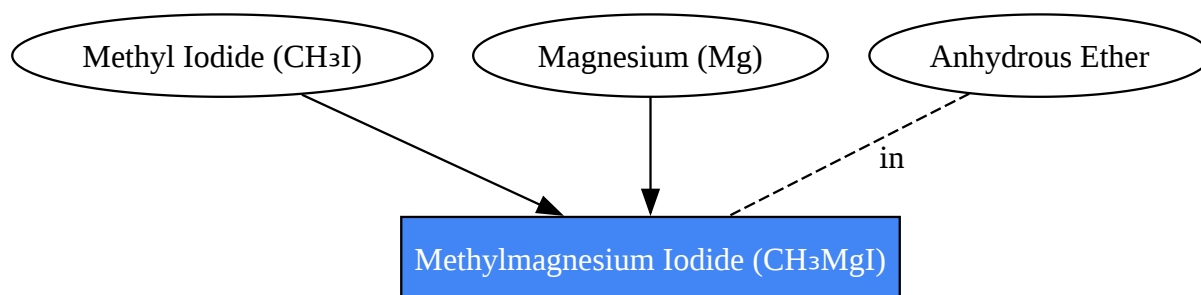 Methyl Iodide (CH₃I)
Magnesium (Mg)
Anhydrous Ether
in
Methylmagnesium Iodide (CH₃MgI)